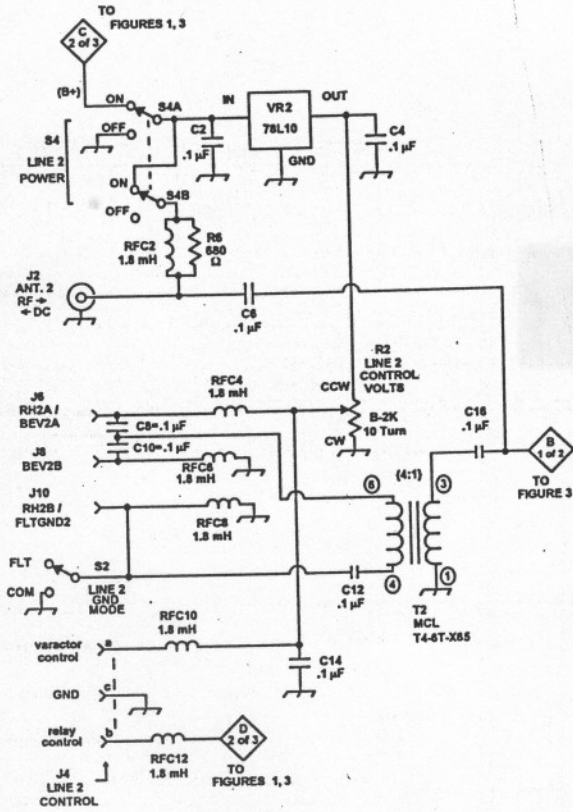 TO
FIGURES 1, 3
C
2 of 3
(B+)
ON
S4A
IN
VR2
78L10
OUT
GND
C2
.1 µF
C4
.1 µF
S4
LINE 2
POWER
OFF
ON
S4B
OFF
RFC2
1.8 mH
R6
680
Ω
J2
ANT. 2
RF →
← DC
C6
.1 µF
R2
LINE 2
CONTROL
VOLTS
CCW
B-2K
10 Turn
CW
J6
RH2A /
BEV2A
RFC4
1.8 mH
C8=.1 µF
C10=.1 µF
J8
BEV2B
RFC6
1.8 mH
J10
RH2B /
FLTGND2
RFC8
1.8 mH
C16
.1 µF
B
1 of 2
TO
FIGURE 3
6
(4:1)
3
4
1
T2
MCL
T4-6T-X65
C12
.1 µF
FLT
COM
S2
LINE 2
GND
MODE
RFC10
1.8 mH
varactor
control
a
C14
.1 µF
GND
c
relay
control
b
RFC12
1.8 mH
D
2 of 3
TO
FIGURES 1, 3
J4
LINE 2
CONTROL